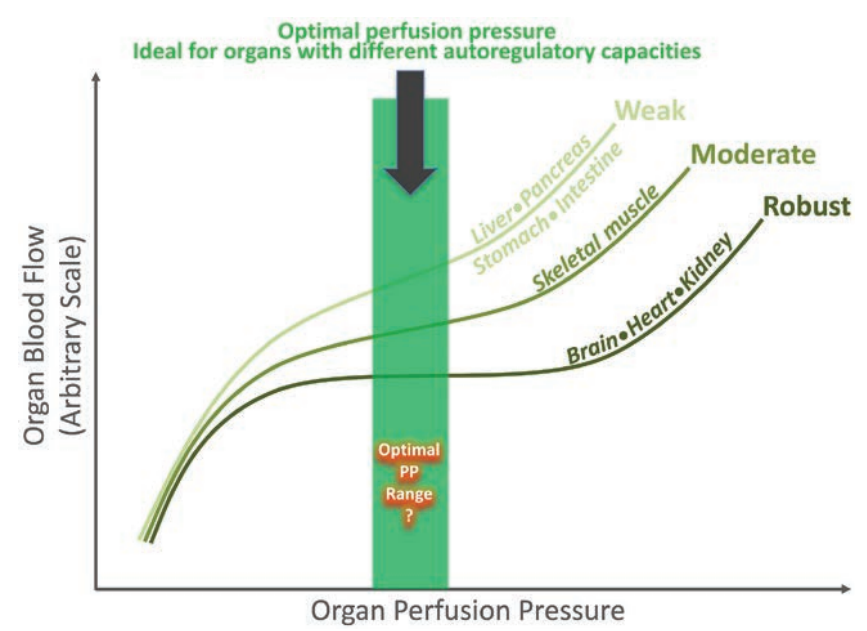 Optimal perfusion pressure
Ideal for organs with different autoregulatory capacities
Weak
Liver•Pancreas
Stomach•Intestine
Moderate
Skeletal muscle
Robust
Brain•Heart•Kidney
Organ Blood Flow
(Arbitrary Scale)
Optimal
PP
Range
?
Organ Perfusion Pressure